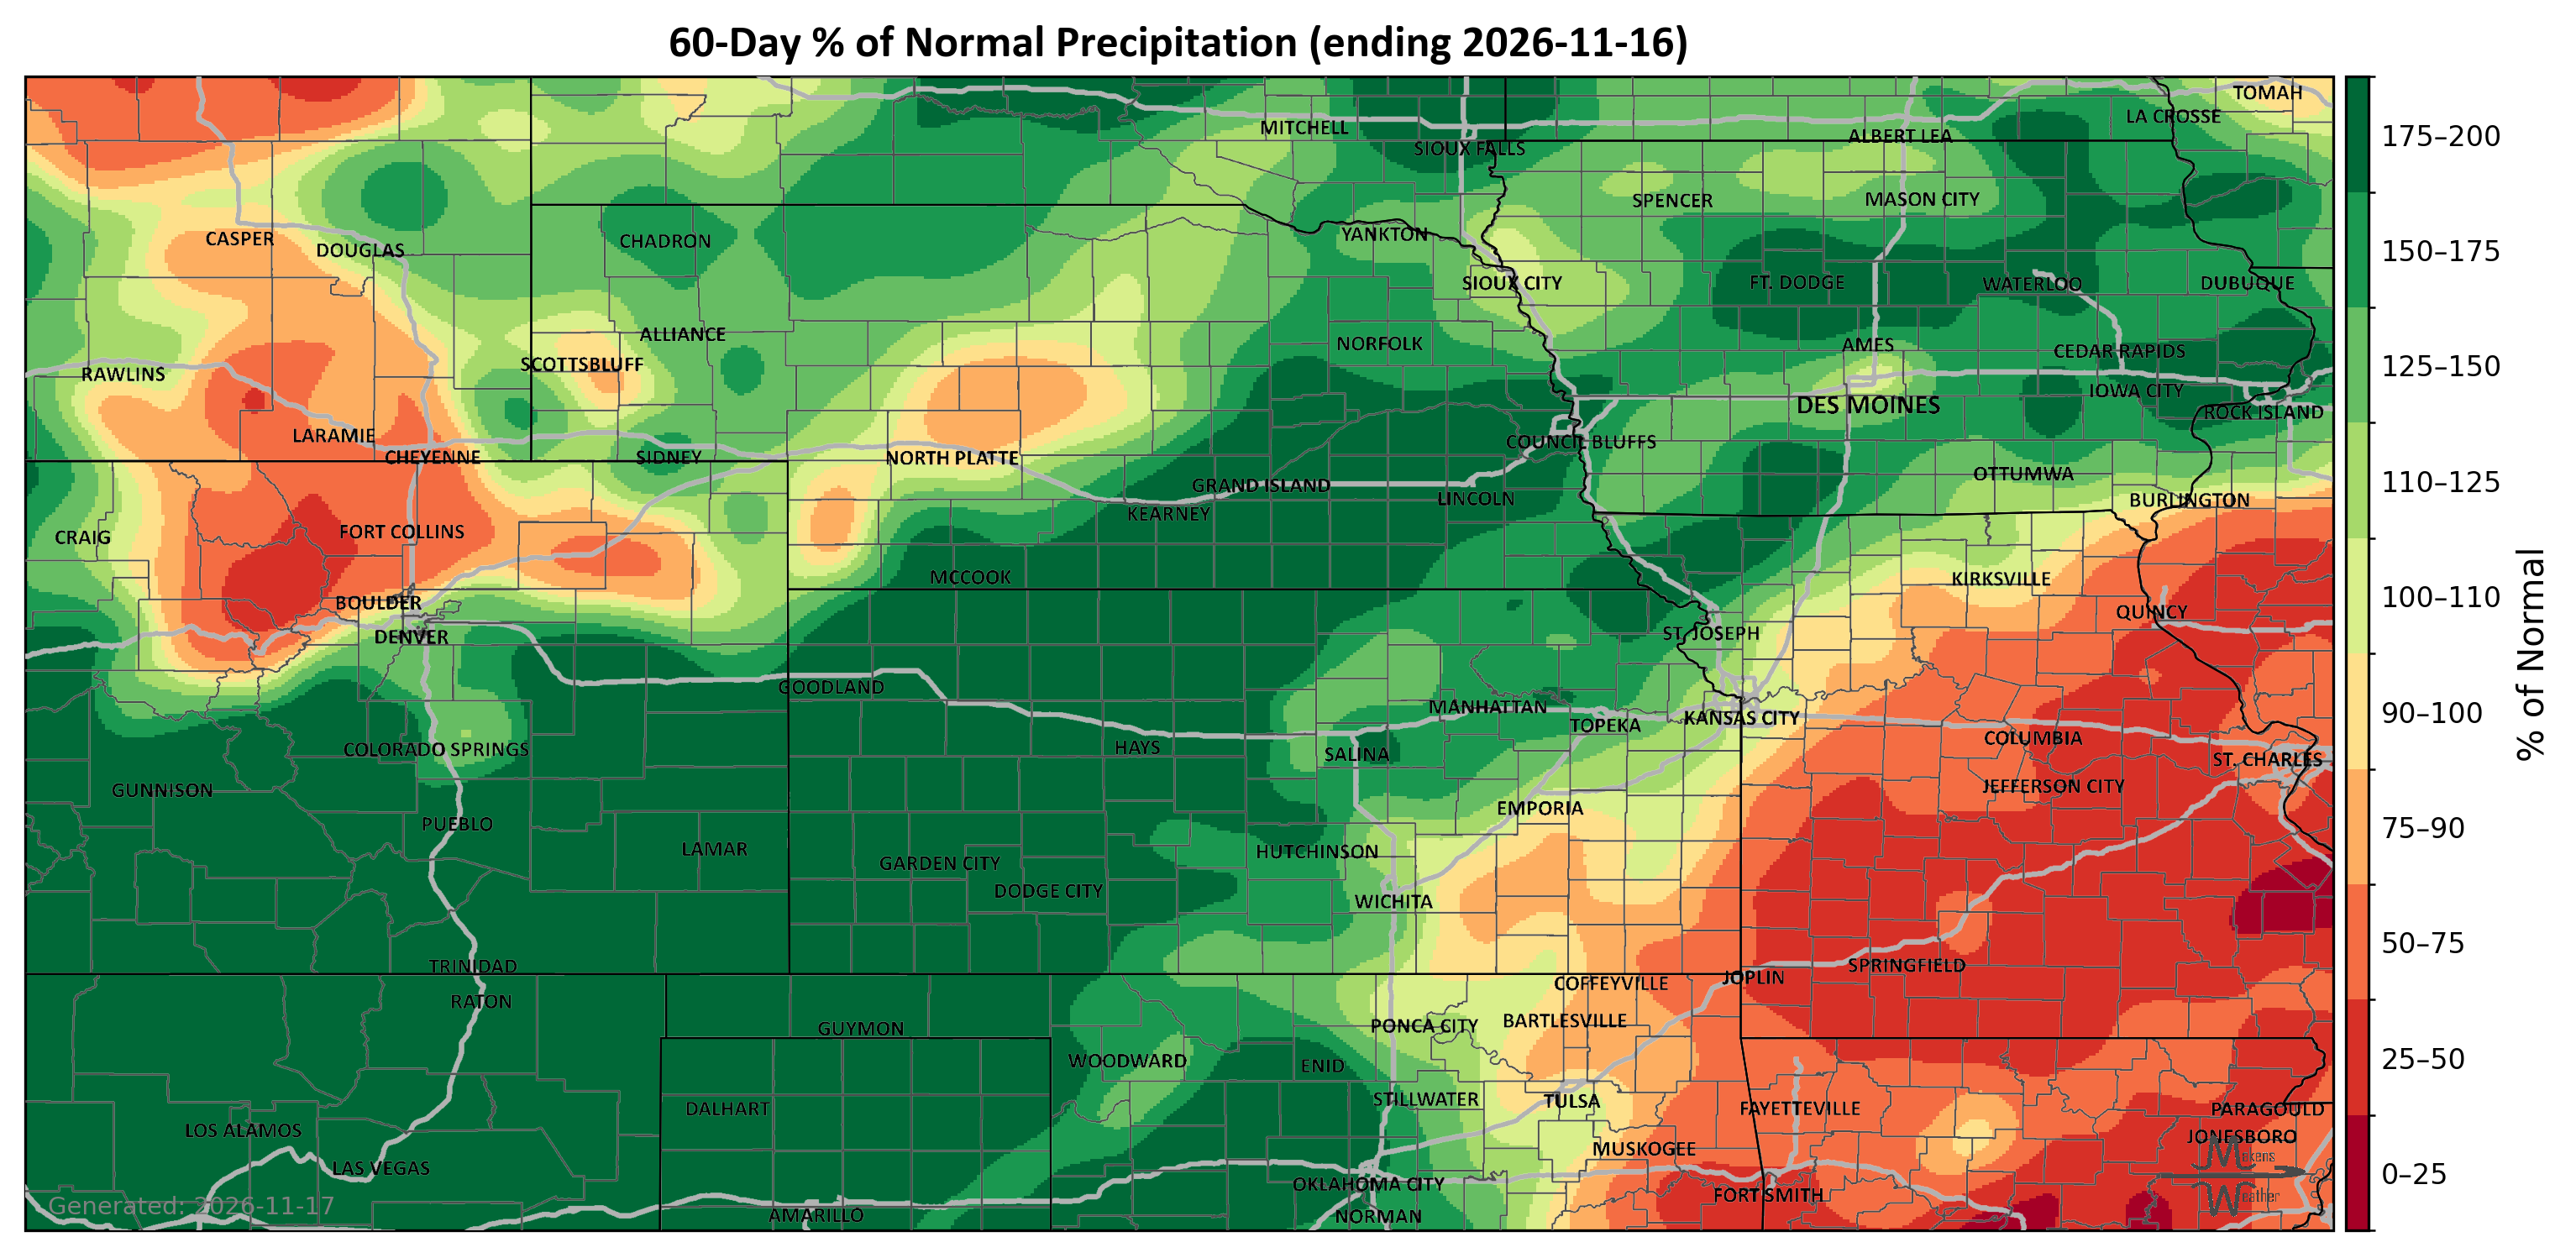 60-Day % of Normal Precipitation (ending 2026-11-16)
TOMAH
LA CROSSE
MITCHELL
ALBERT LEA
SIOUX FALLS
SPENCER
MASON CITY
CASPER
DOUGLAS
CHADRON
YANKTON
SIOUX CITY
FT. DODGE
WATERLOO
DUBUQUE
ALLIANCE
NORFOLK
AMES
CEDAR RAPIDS
SCOTTSBLUFF
RAWLINS
IOWA CITY
DES MOINES
ROCK ISLAND
LARAMIE
COUNCIL BLUFFS
CHEYENNE
SIDNEY
NORTH PLATTE
OTTUMWA
GRAND ISLAND
LINCOLN
BURLINGTON
KEARNEY
CRAIG
FORT COLLINS
MCCOOK
KIRKSVILLE
BOULDER
QUINCY
DENVER
ST. JOSEPH
GOODLAND
MANHATTAN
TOPEKA
KANSAS CITY
COLUMBIA
COLORADO SPRINGS
HAYS
SALINA
ST. CHARLES
GUNNISON
JEFFERSON CITY
EMPORIA
PUEBLO
LAMAR
GARDEN CITY
HUTCHINSON
DODGE CITY
WICHITA
TRINIDAD
SPRINGFIELD
JOPLIN
COFFEYVILLE
RATON
GUYMON
PONCA CITY
BARTLESVILLE
WOODWARD
ENID
STILLWATER
TULSA
DALHART
FAYETTEVILLE
PARAGOULD
LOS ALAMOS
JONESBORO
MUSKOGEE
LAS VEGAS
OKLAHOMA CITY
FORT SMITH
AMARILLO
NORMAN
Generated: 2026-11-17
Makens
Weather
175–200
150–175
125–150
110–125
100–110
90–100
75–90
50–75
25–50
0–25
% of Normal